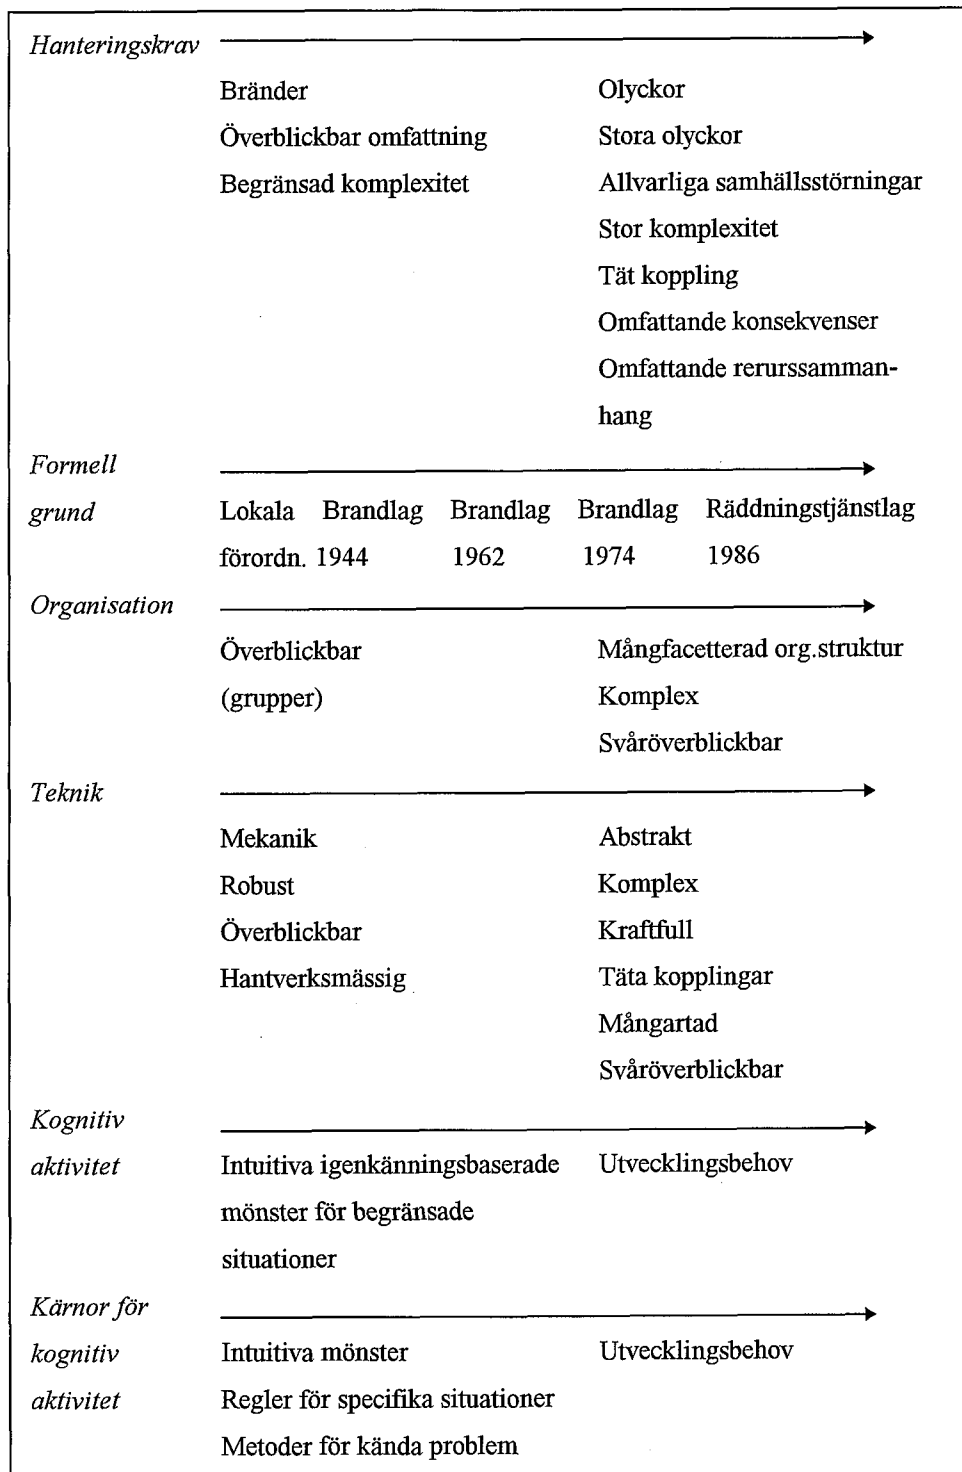 Hanteringskrav
Bränder Olyckor
Överblickbar omfattning Stora olyckor
Begränsad komplexitet Allvarliga samhällsstörningar
Stor komplexitet
Tät koppling
Omfattande konsekvenser
Omfattande rerurssamman-
hang
Formell
grund Lokala Brandlag Brandlag Brandlag Räddningstjänstlag
förordn. 1944 1962 1974 1986
Organisation
Överblickbar Mångfacetterad org.struktur
(grupper) Komplex
Svåröverblickbar
Teknik
Mekanik Abstrakt
Robust Komplex
Överblickbar Kraftfull
Hantverksmässig Täta kopplingar
Mångartad
Svåröverblickbar
Kognitiv
aktivitet Intuitiva igenkänningsbaserade Utvecklingsbehov
mönster för begränsade
situationer
Kärnor för
kognitiv Intuitiva mönster Utvecklingsbehov
aktivitet Regler för specifika situationer
Metoder för kända problem